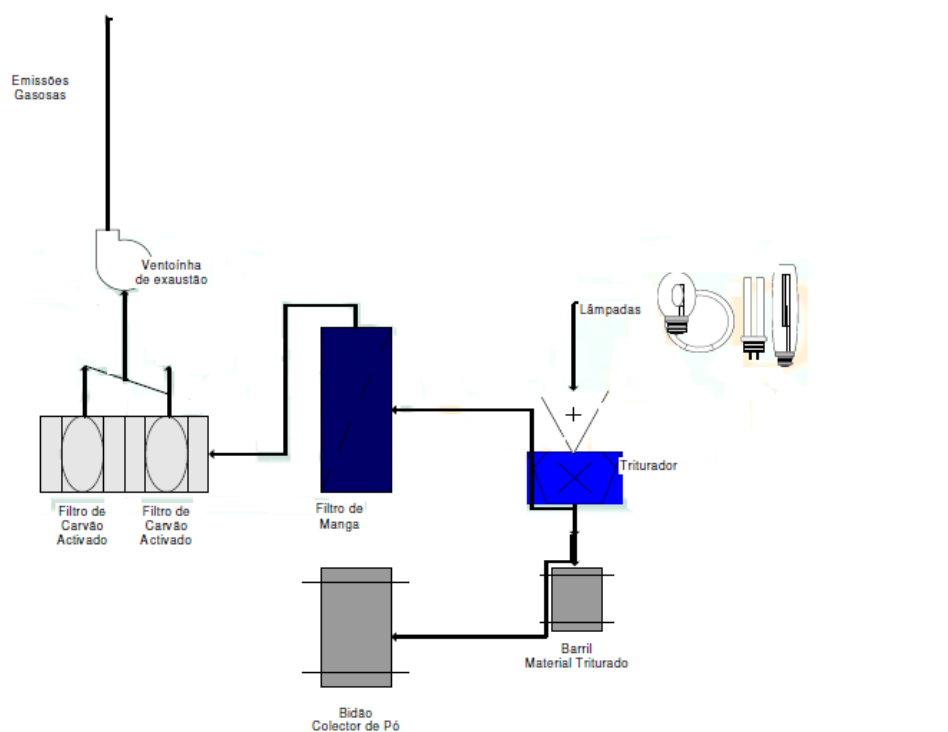 Emissões
Gasosas
Ventoínha
de exaustão
Lâmpadas
Triturador
Filtro de
Carvão
Activado
Filtro de
Carvão
Activado
Filtro de
Manga
Barril
Material Triturado
Bidão
Colector de Pó